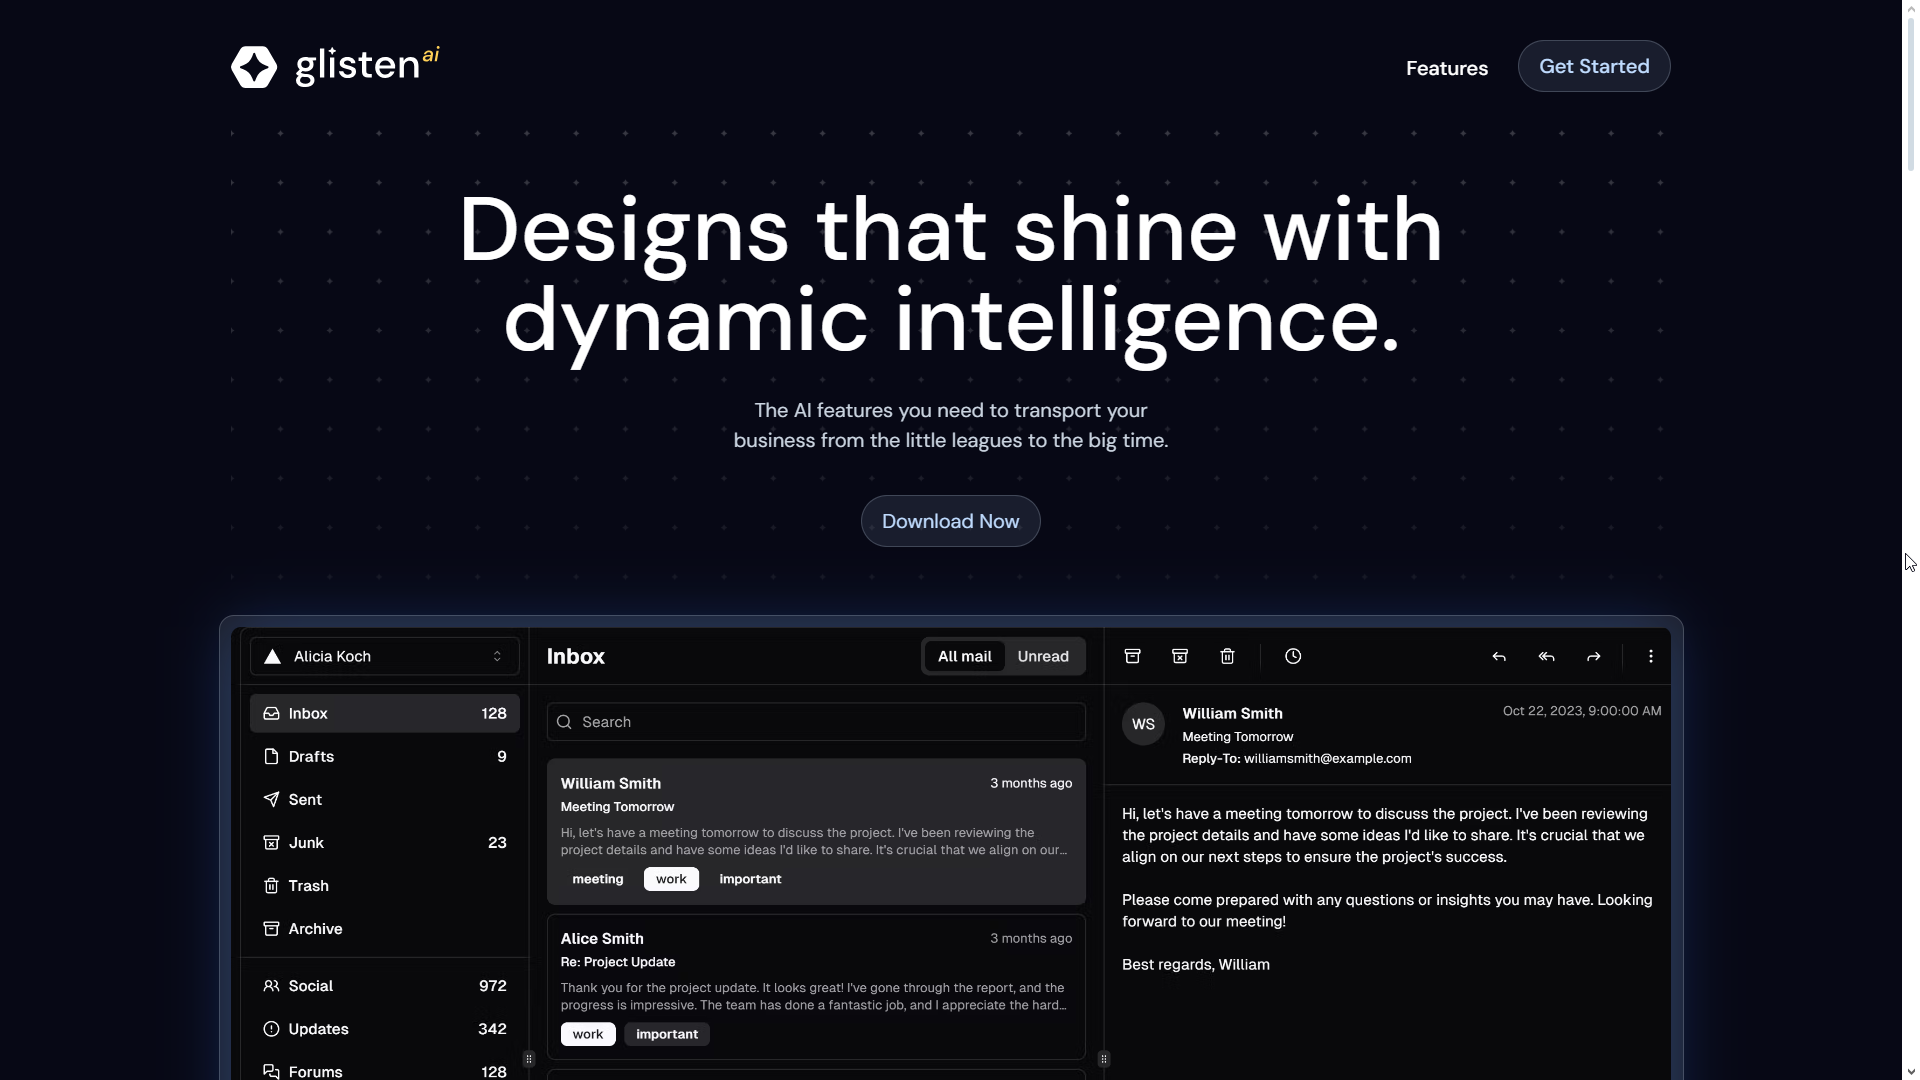 glisten ai
Features
Get Started
Designs that shine with
dynamic intelligence.
The AI features you need to transport your
business from the little leagues to the big time.
Download Now
Alicia Koch
Inbox 128
Drafts 9
Sent
Junk 23
Trash
Archive
Social 972
Updates 342
Forums 128
Inbox
All mail
Unread
Search
William Smith 3 months ago
Meeting Tomorrow
Hi, let's have a meeting tomorrow to discuss the project. I've been reviewing the
project details and have some ideas I'd like to share. It's crucial that we align on our...
meeting work important
Alice Smith 3 months ago
Re: Project Update
Thank you for the project update. It looks great! I've gone through the report, and the
progress is impressive. The team has done a fantastic job, and I appreciate the hard...
work important
WS
William Smith Oct 22, 2023, 9:00:00 AM
Meeting Tomorrow
Reply-To: williamsmith@example.com
Hi, let's have a meeting tomorrow to discuss the project. I've been reviewing
the project details and have some ideas I'd like to share. It's crucial that we
align on our next steps to ensure the project's success.
Please come prepared with any questions or insights you may have. Looking
forward to our meeting!
Best regards, William